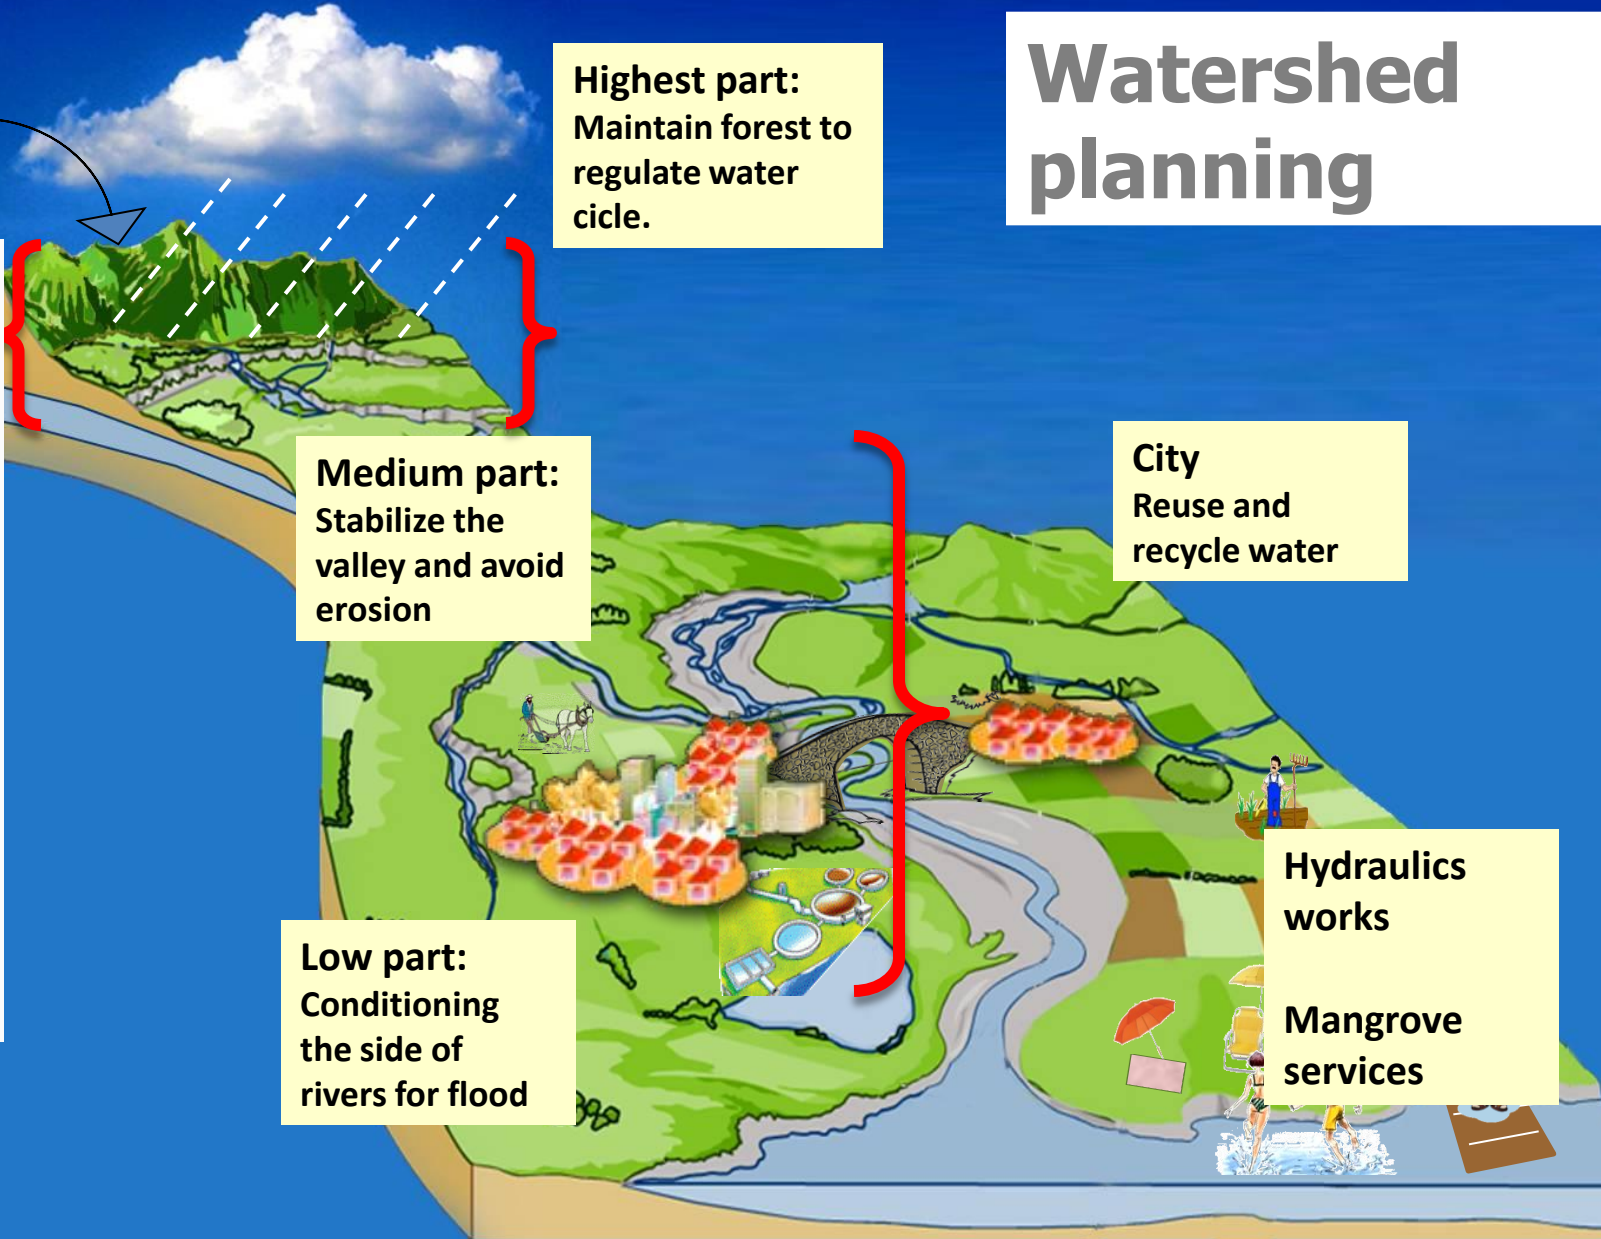 Watershed
planning
Highest part:
Maintain forest to
regulate water
cicle.
Medium part:
Stabilize the
valley and avoid
erosion
City
Reuse and
recycle water
Low part:
Conditioning
the side of
rivers for flood
Hydraulics
works
Mangrove
services